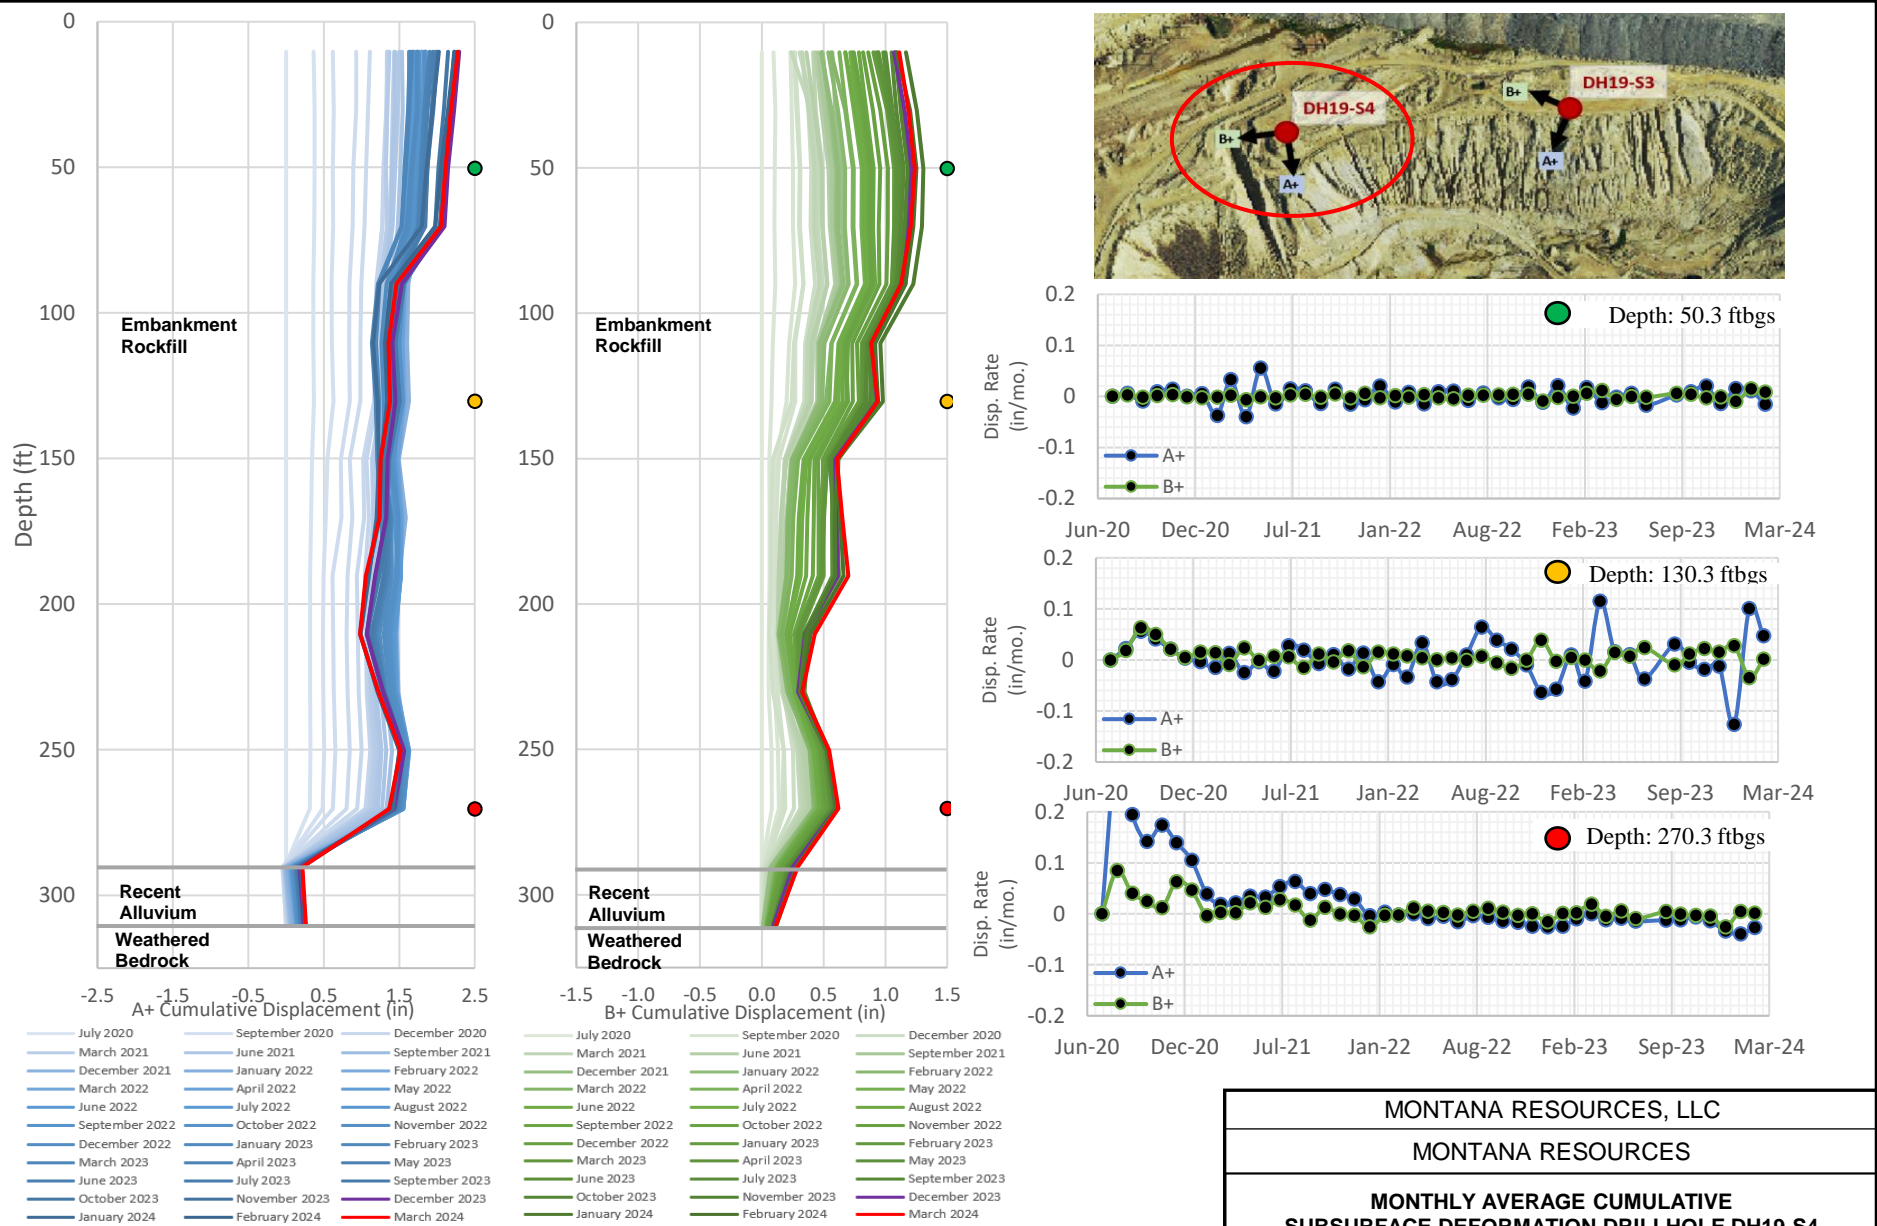 0
50
100
150
200
250
300
Depth (ft)
Embankment
Rockfill
Recent
Alluvium
Weathered
Bedrock
-2.5
-1.5
-0.5
0.5
1.5
2.5
A+ Cumulative Displacement (in)
July 2020
September 2020
December 2020
March 2021
June 2021
September 2021
December 2021
January 2022
February 2022
March 2022
April 2022
May 2022
June 2022
July 2022
August 2022
September 2022
October 2022
November 2022
December 2022
January 2023
February 2023
March 2023
April 2023
May 2023
June 2023
July 2023
September 2023
October 2023
November 2023
December 2023
January 2024
February 2024
March 2024
0
50
100
150
200
250
300
Embankment
Rockfill
Recent
Alluvium
Weathered
Bedrock
-1.5
-1.0
-0.5
0.0
0.5
1.0
1.5
B+ Cumulative Displacement (in)
July 2020
September 2020
December 2020
March 2021
June 2021
September 2021
December 2021
January 2022
February 2022
March 2022
April 2022
May 2022
June 2022
July 2022
August 2022
September 2022
October 2022
November 2022
December 2022
January 2023
February 2023
March 2023
April 2023
May 2023
June 2023
July 2023
September 2023
October 2023
November 2023
December 2023
January 2024
February 2024
March 2024
DH19-S4
B+
A+
DH19-S3
B+
A+
0.2
0.1
0
-0.1
-0.2
Disp. Rate
(in/mo.)
Depth: 50.3 ftbgs
A+
B+
Jun-20
Dec-20
Jul-21
Jan-22
Aug-22
Feb-23
Sep-23
Mar-24
0.2
0.1
0
-0.1
-0.2
Disp. Rate
(in/mo.)
Depth: 130.3 ftbgs
A+
B+
Jun-20
Dec-20
Jul-21
Jan-22
Aug-22
Feb-23
Sep-23
Mar-24
0.2
0.1
0
-0.1
-0.2
Disp. Rate
(in/mo.)
Depth: 270.3 ftbgs
A+
B+
Jun-20
Dec-20
Jul-21
Jan-22
Aug-22
Feb-23
Sep-23
Mar-24
MONTANA RESOURCES, LLC
MONTANA RESOURCES
MONTHLY AVERAGE CUMULATIVE
SUBSURFACE DEFORMATION DRILLHOLE DH19-S4